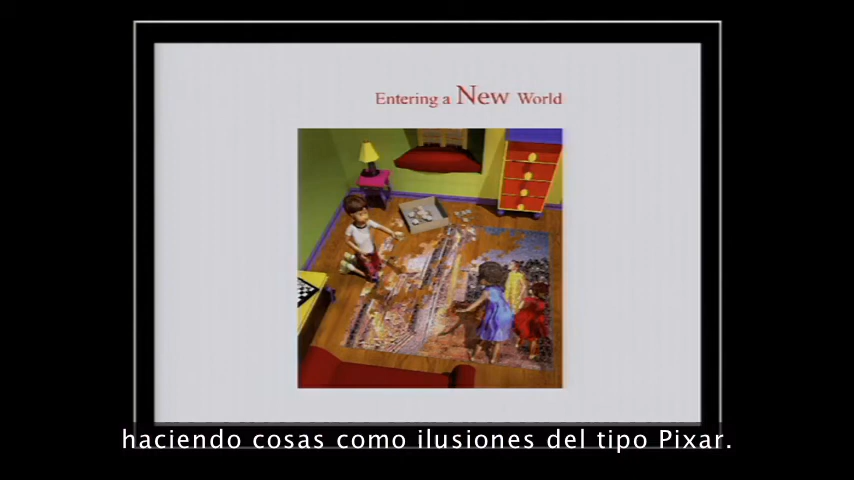 Entering a New World
haciendo cosas como ilusiones del tipo Pixar.